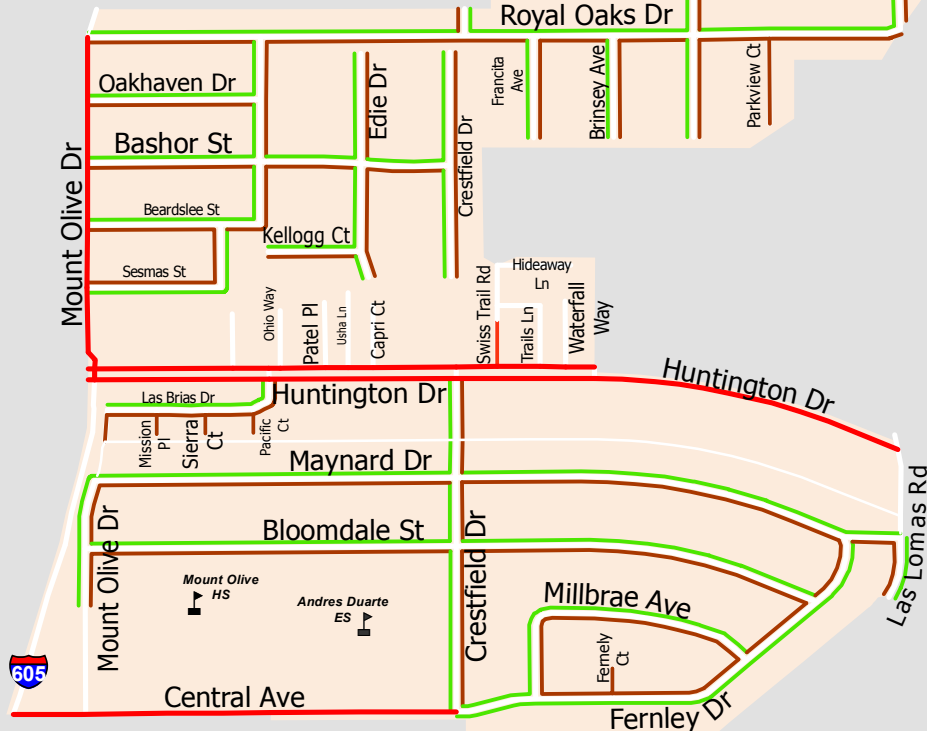 Royal Oaks Dr
Oakhaven Dr
Bashor St
Beardslee St
Sesmas St
Kellogg Ct
Mount Olive Dr
Edie Dr
Crestfield Dr
Francita
Ave
Brinsey Ave
Parkview Ct
Ohio Way
Patel Pl
Usha Ln
Capri Ct
Swiss Trail Rd
Hideaway
Ln
Trails Ln
Waterfall
Way
Huntington Dr
Huntington Dr
Las Brias Dr
Mission
Pl
Sierra
Ct
Pacific
Ct
Maynard Dr
Bloomdale St
Mount Olive Dr
Mount Olive
HS
Andres Duarte
ES
Crestfield Dr
Millbrae Ave
Fernely
Ct
Las Lomas Rd
605
Central Ave
Fernley Dr